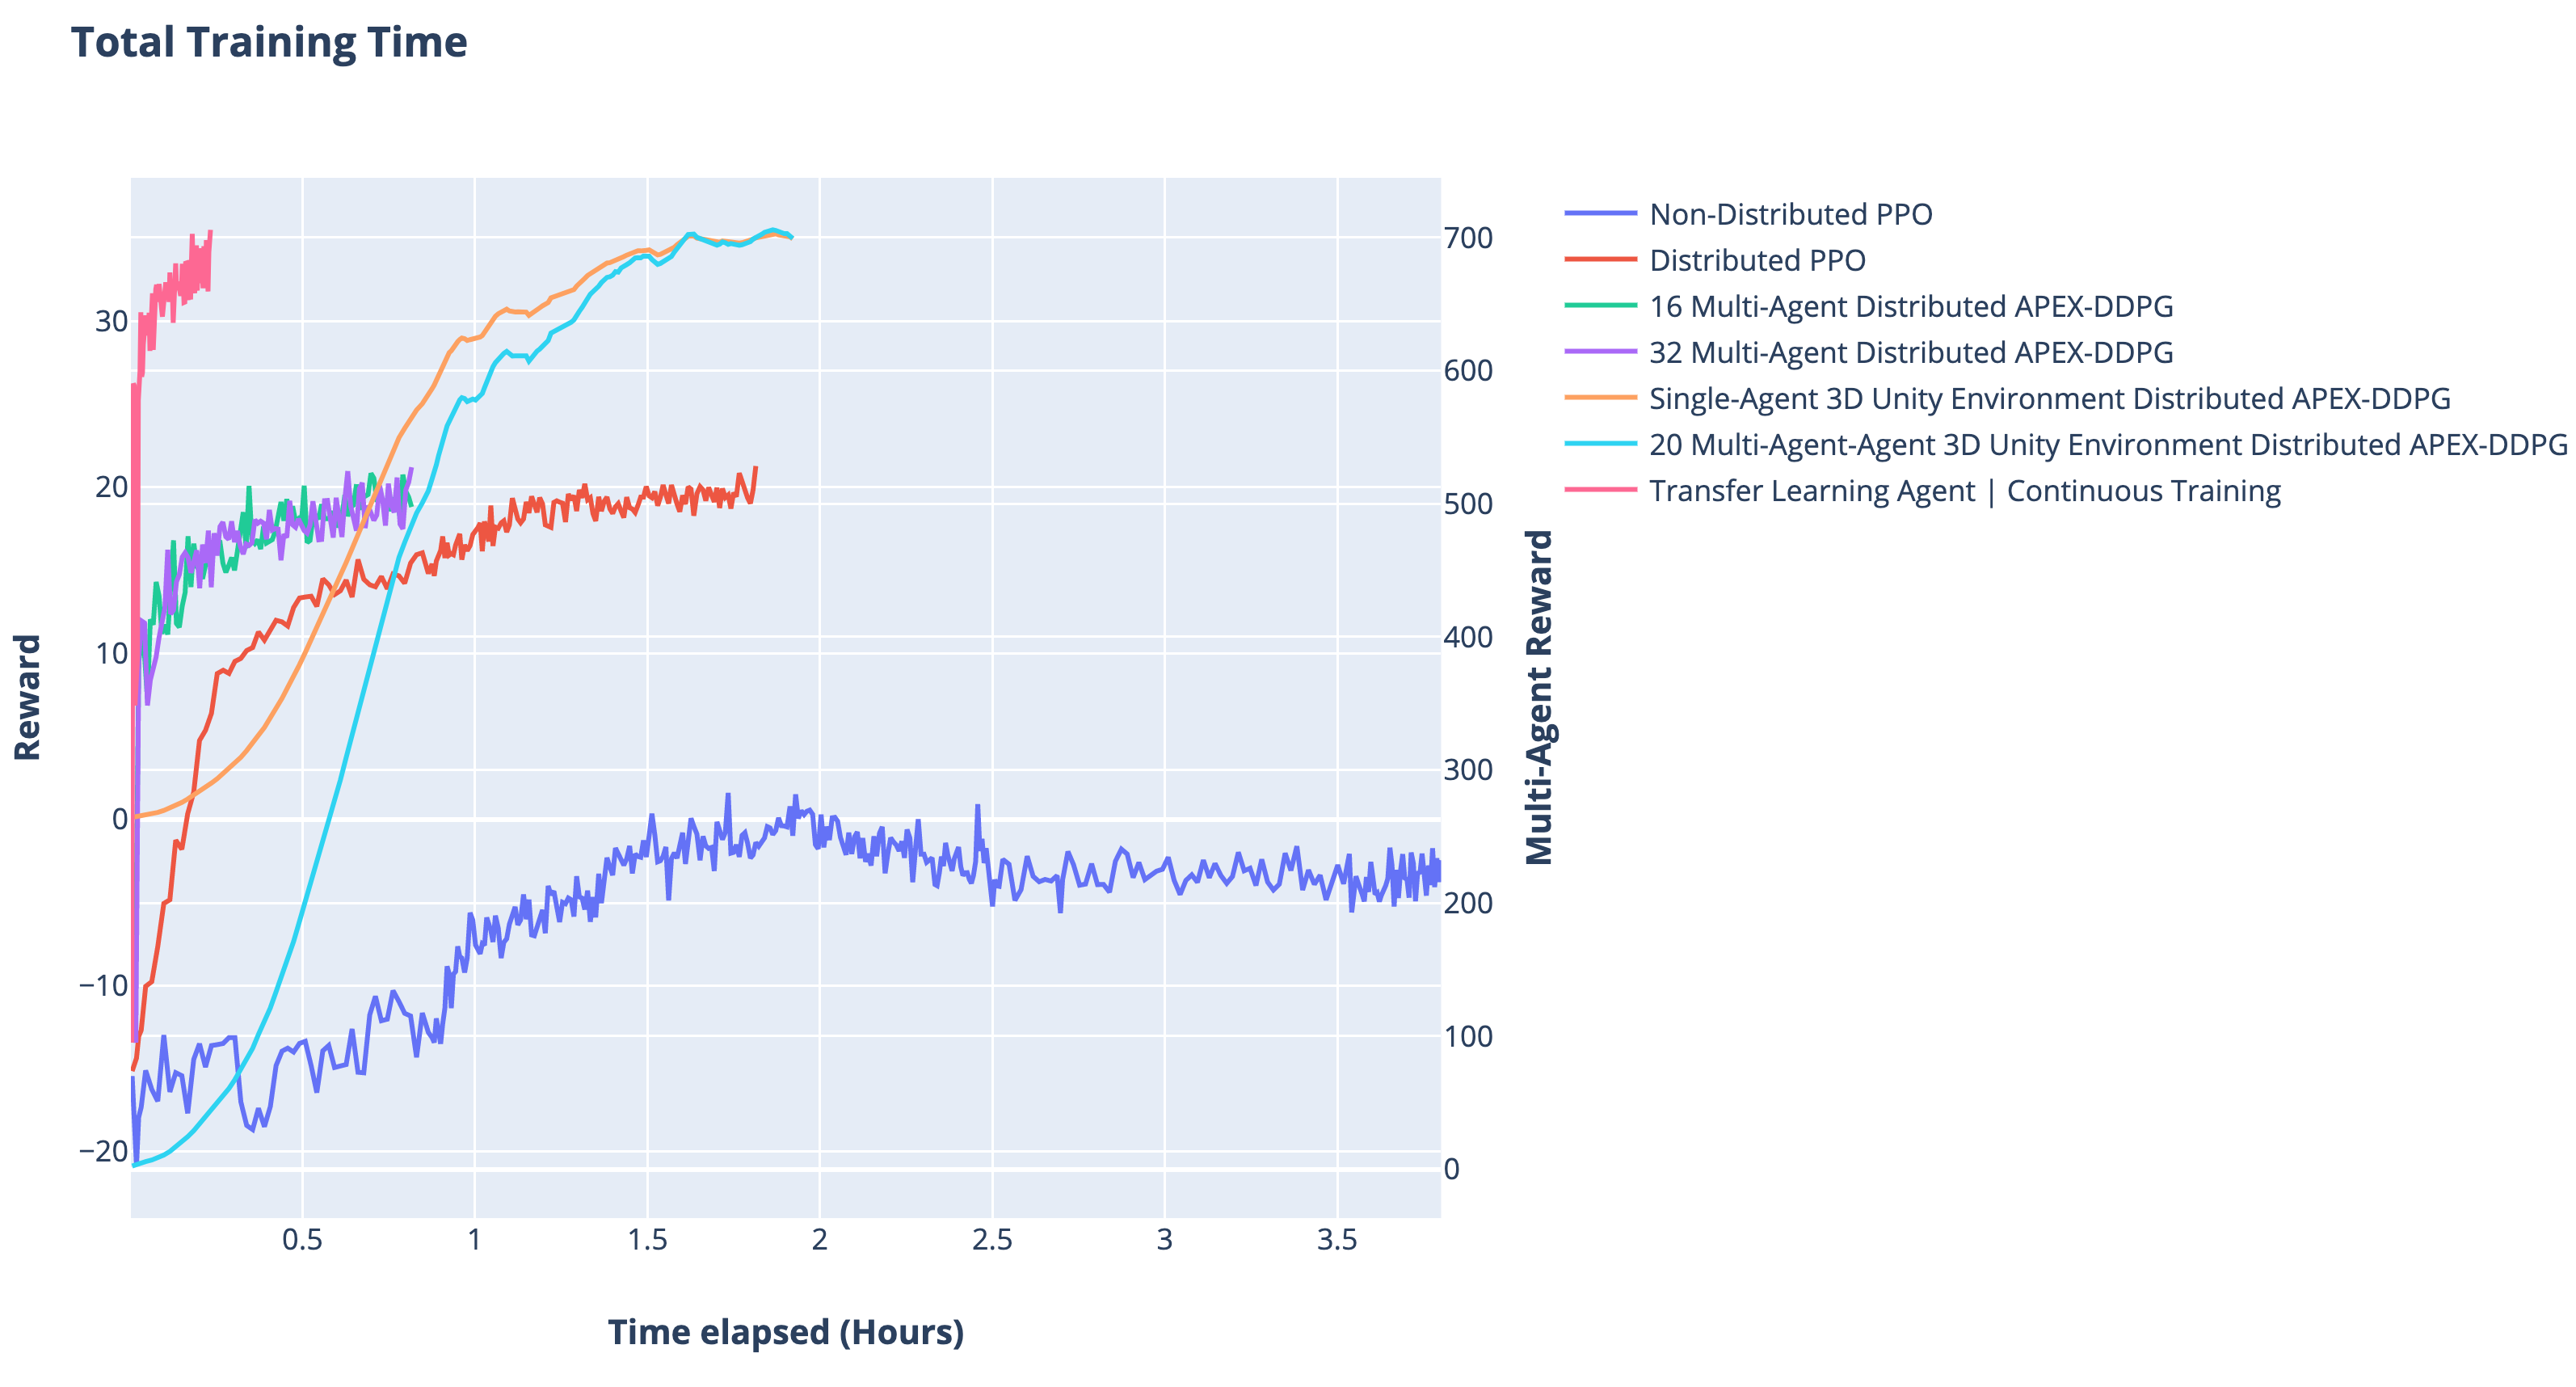 Total Training Time
Reward
30
20
10
0
−10
−20
0.5
1
1.5
2
2.5
3
3.5
Time elapsed (Hours)
700
600
500
400
300
200
100
0
Multi-Agent Reward
Non-Distributed PPO
Distributed PPO
16 Multi-Agent Distributed APEX-DDPG
32 Multi-Agent Distributed APEX-DDPG
Single-Agent 3D Unity Environment Distributed APEX-DDPG
20 Multi-Agent-Agent 3D Unity Environment Distributed APEX-DDPG
Transfer Learning Agent | Continuous Training